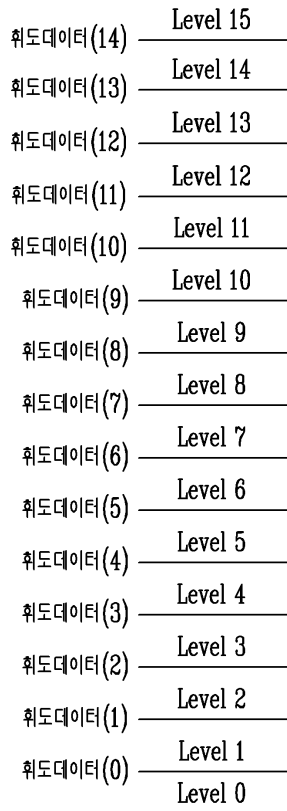 Level 15
휘도데이터(14)
Level 14
휘도데이터(13)
Level 13
휘도데이터(12)
Level 12
휘도데이터(11)
Level 11
휘도데이터(10)
Level 10
휘도데이터(9)
Level 9
휘도데이터(8)
Level 8
휘도데이터(7)
Level 7
휘도데이터(6)
Level 6
휘도데이터(5)
Level 5
휘도데이터(4)
Level 4
휘도데이터(3)
Level 3
휘도데이터(2)
Level 2
휘도데이터(1)
Level 1
휘도데이터(0)
Level 0